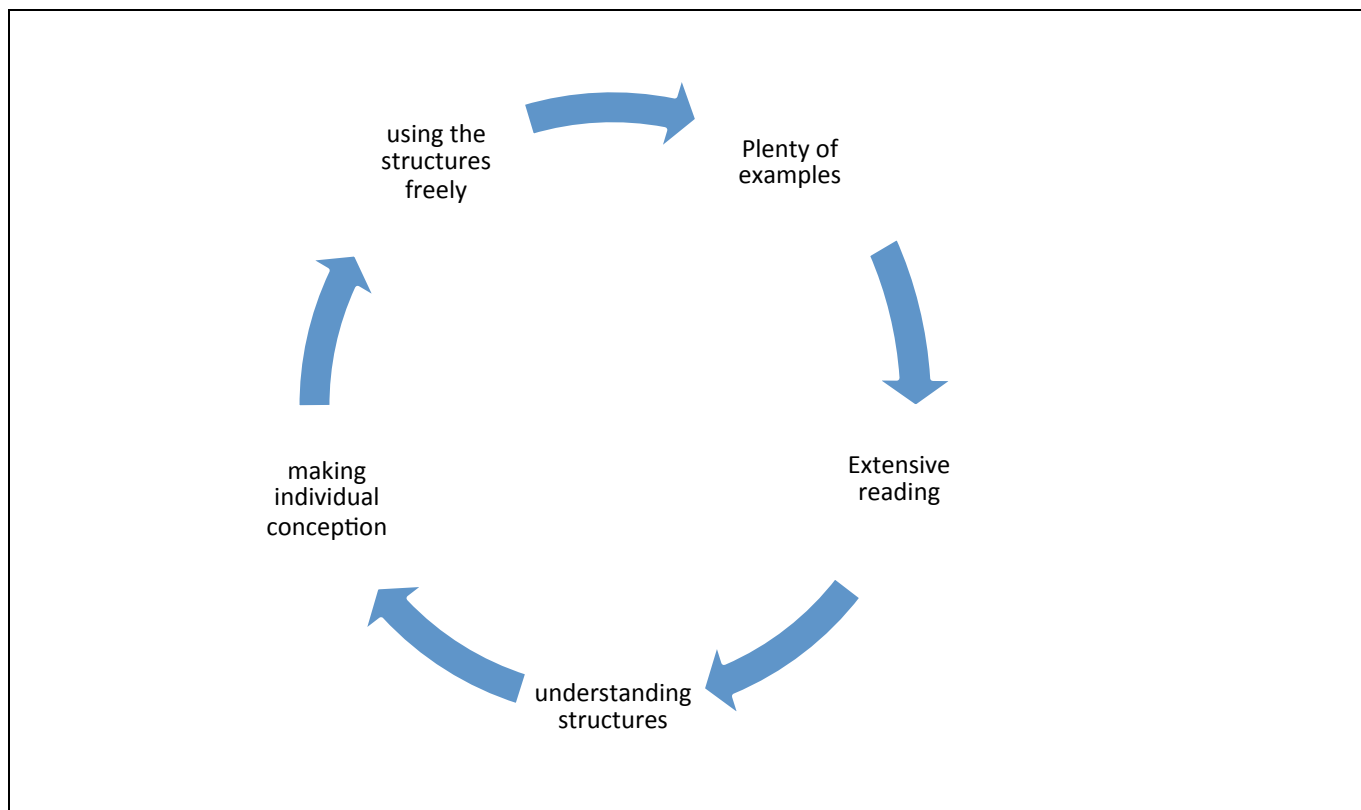 using the
structures
freely
Plenty of
examples
Extensive
reading
understanding
structures
making
individual
conception